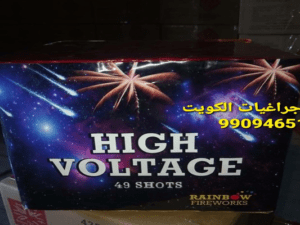 جراغيات الكويت
9909465
HIGH
VOLTAGE
49 SHOTS
RAINBOW
FIREWORKS